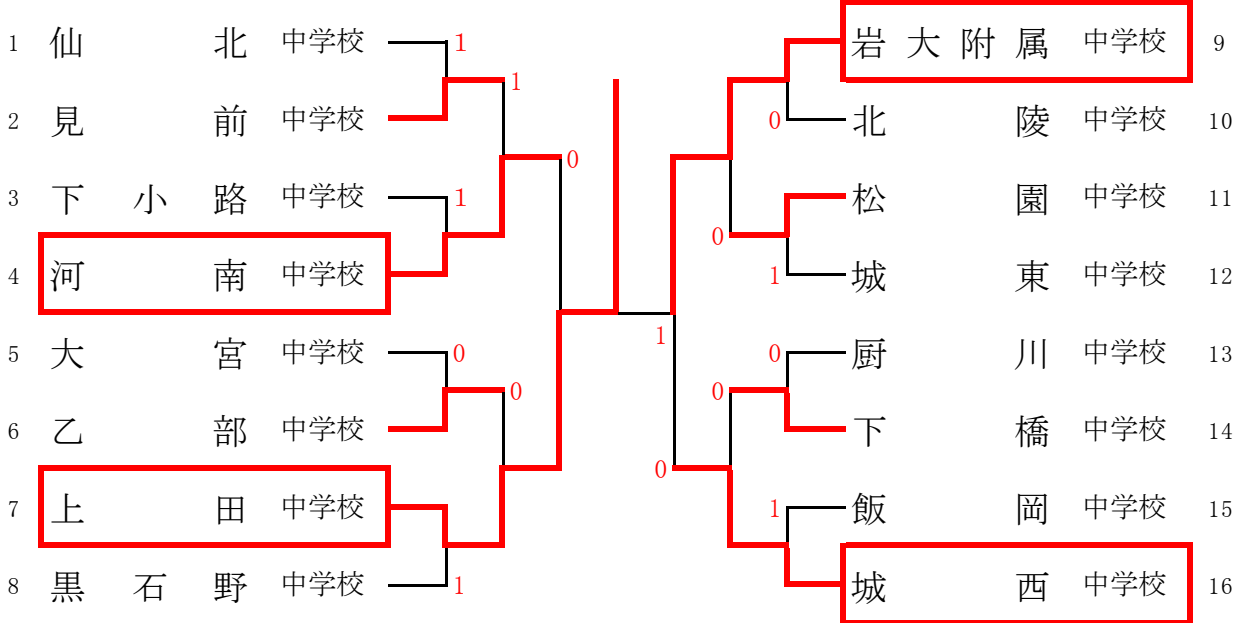 1 仙北 中学校 1
1
2 見前 中学校
0
3 下小路 中学校 1
4 河南 中学校
5 大宮 中学校 0
0
6 乙部 中学校
7 上田 中学校
8 黒石野 中学校 1
岩大附属 中学校 9
0 北陵 中学校 10
松園 中学校 11
0
1 城東 中学校 12
1
0 厨川 中学校 13
0
下橋 中学校 14
0
1 飯岡 中学校 15
城西 中学校 16